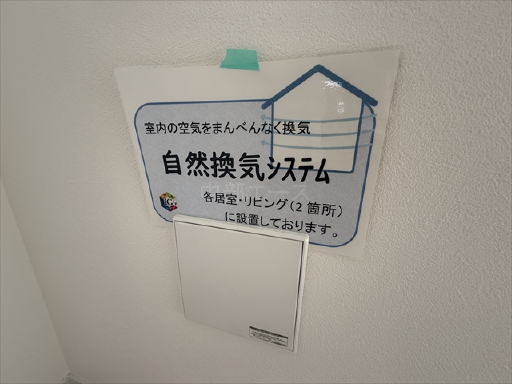 室内の空気をまんべんなく換気
自然換気システム
各居室・リビング(2箇所)
に設置しております。